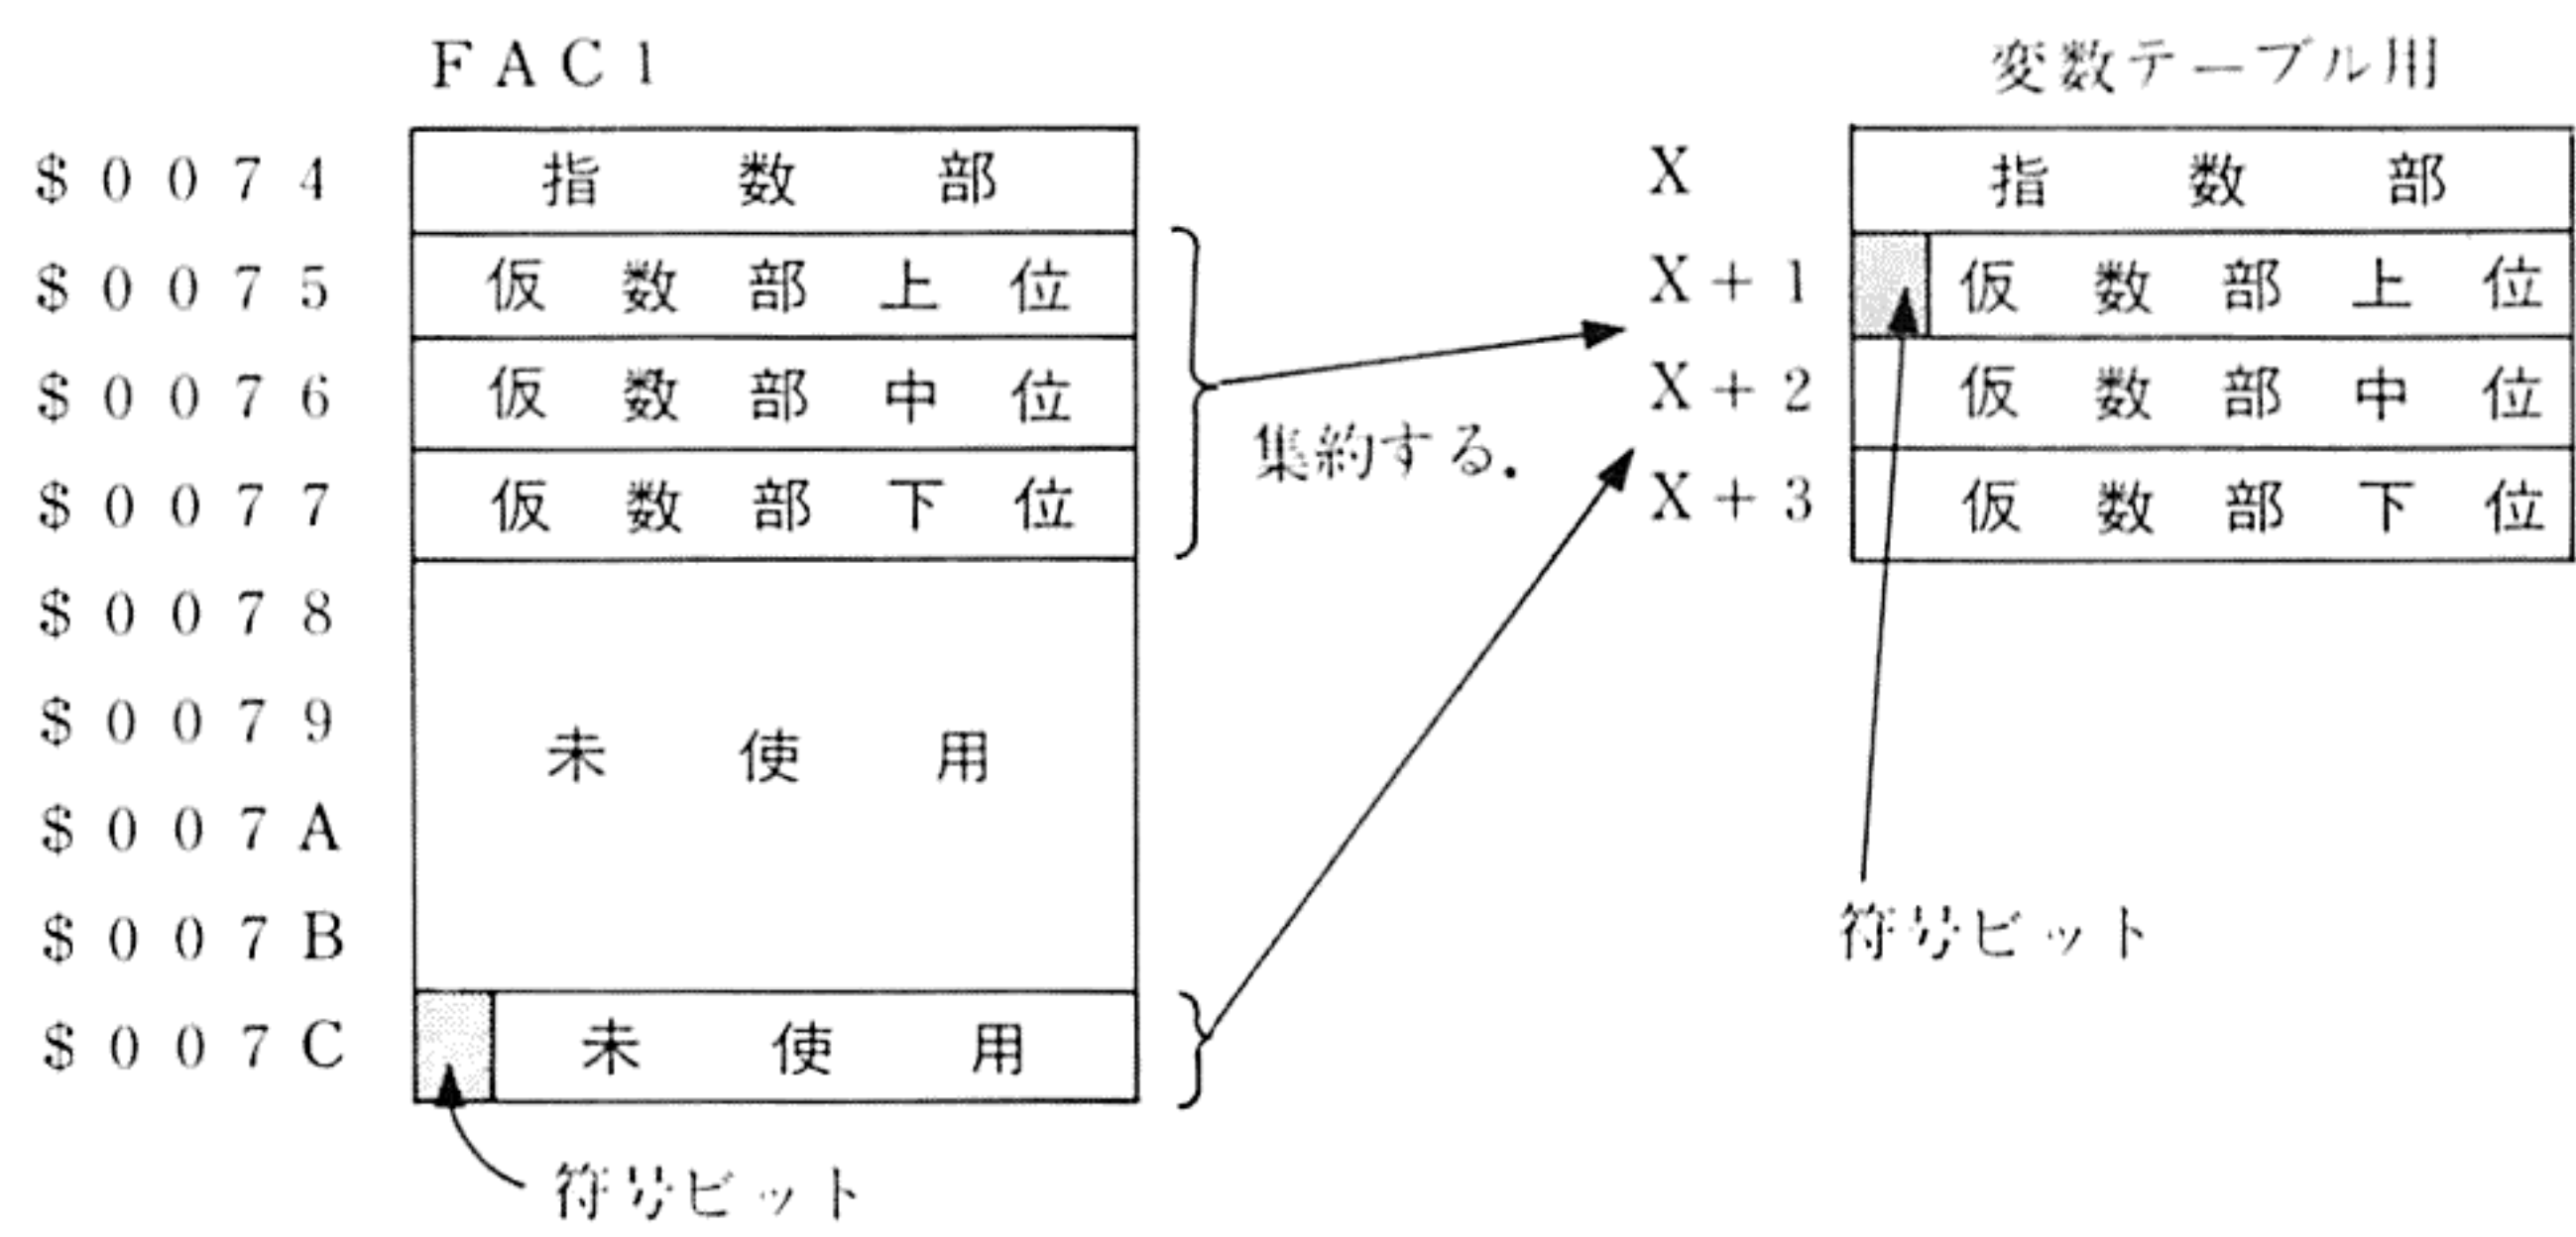 FAC1
変数テーブル用
$0074 指数部 X 指数部
$0075 仮数部上位 X+1 仮数部上位
$0076 仮数部中位 X+2 仮数部中位
集約する.
$0077 仮数部下位 X+3 仮数部下位
$0078
$0079 未使用
$007A
$007B 符号ビット
$007C 未使用
符号ビット